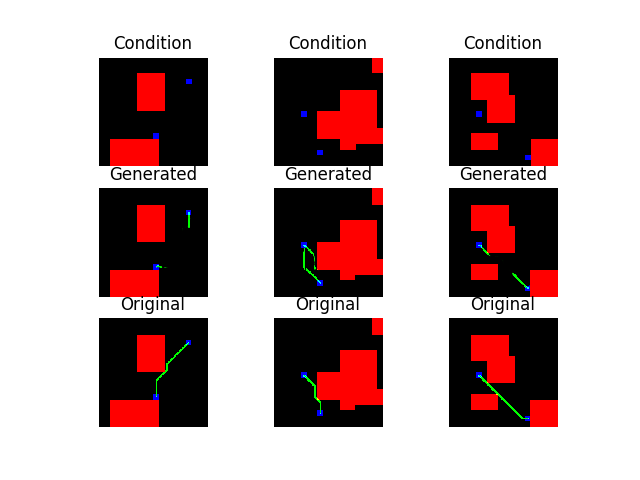 Condition
Condition
Condition
Generated
Generated
Generated
Original
Original
Original